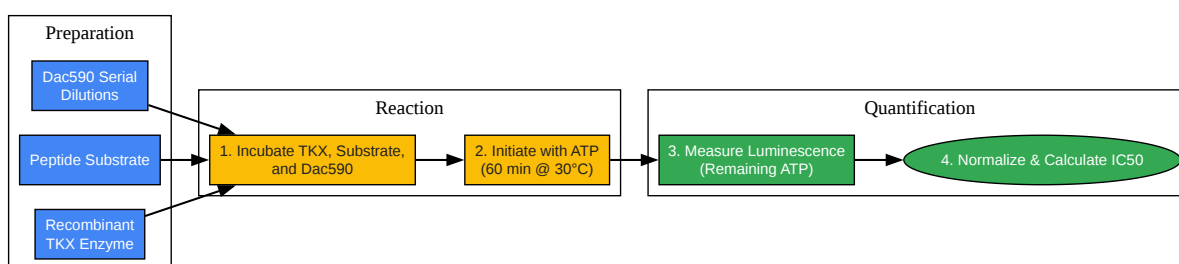 Preparation
Dac590 Serial
Dilutions
Peptide Substrate
Recombinant
TKX Enzyme
Reaction
1. Incubate TKX, Substrate,
and Dac590
2. Initiate with ATP
(60 min @ 30°C)
Quantification
3. Measure Luminescence
(Remaining ATP)
4. Normalize & Calculate IC50